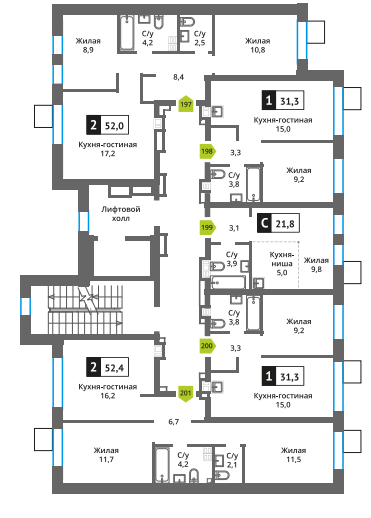 Жилая
8,9
С/у
4,2
С/у
2,5
Жилая
10,8
8,4
197
2 52,0
Кухня-гостиная
17,2
1 31,3
Кухня-гостиная
15,0
198
3,3
С/у
3,8
Жилая
9,2
Лифтовой
холл
199
3,1
С 21,8
С/у
3,9
Кухня-
ниша
5,0
Жилая
9,8
С/у
3,8
Жилая
9,2
200
3,3
2 52,4
Кухня-гостиная
16,2
1 31,3
Кухня-гостиная
15,0
201
6,7
Жилая
11,7
С/у
4,2
С/у
2,1
Жилая
11,5